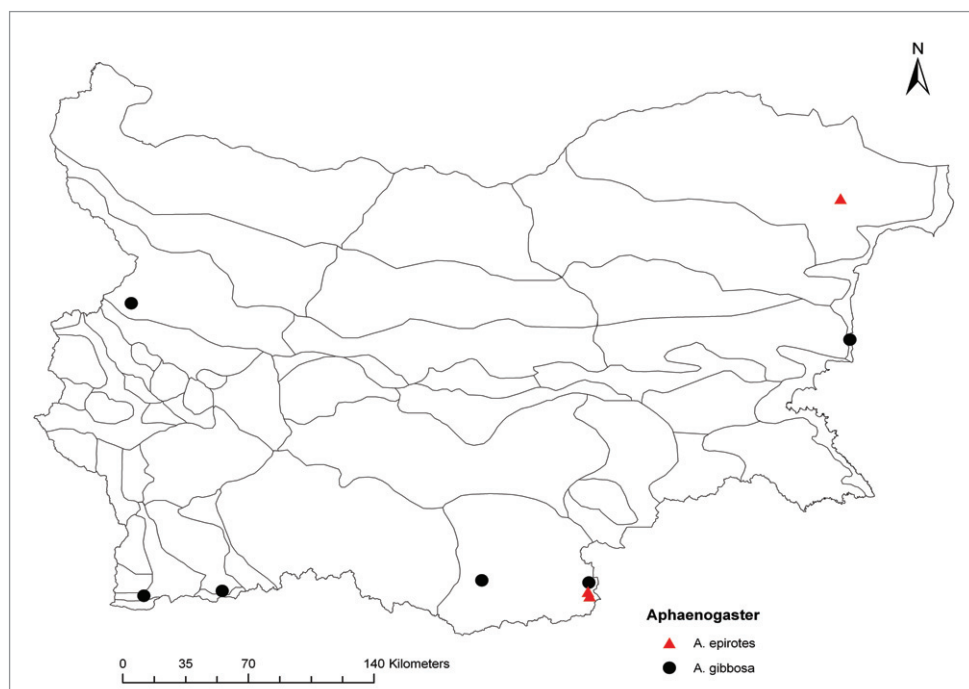 N
Aphaenogaster
A. epirotes
A. gibbosa
0 35 70 140 Kilometers